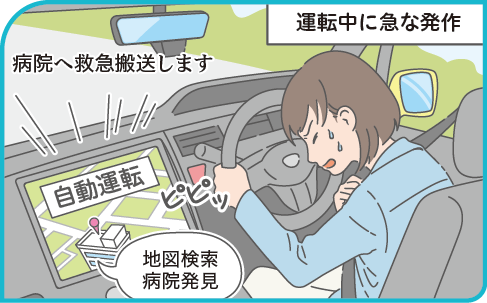 運転中に急な発作
病院へ救急搬送します
自動運転
ピピッ
地図検索
病院発見